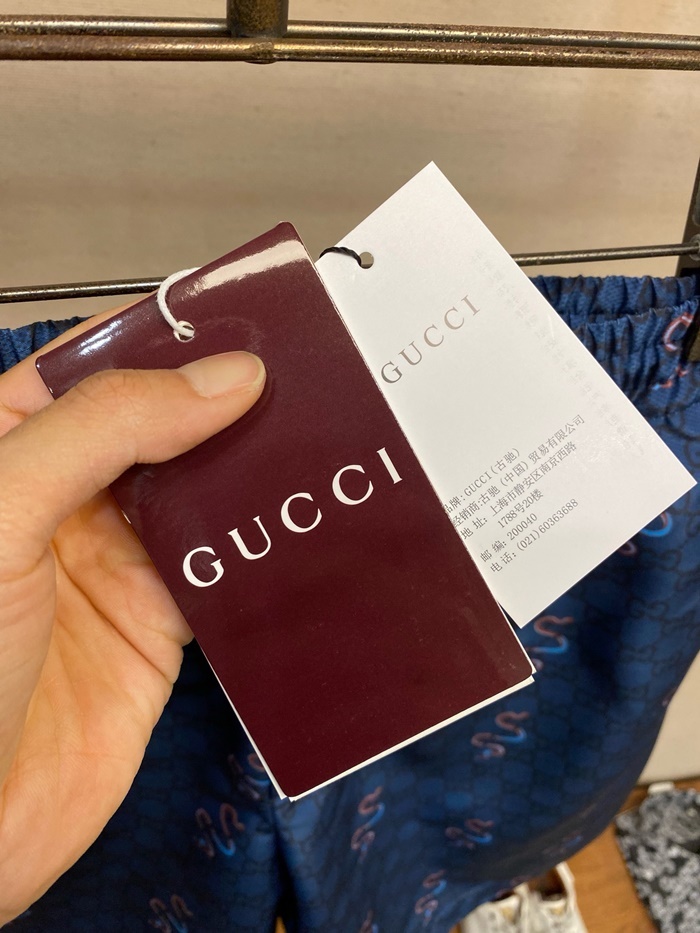 GUCCI
GUCCI
品牌:GUCCI(古驰)
经销商:古驰(中国)贸易有限公司
地 址: 上海市静安区南京西路
1788号20楼
邮 编: 200040
电 话: (021)60363688